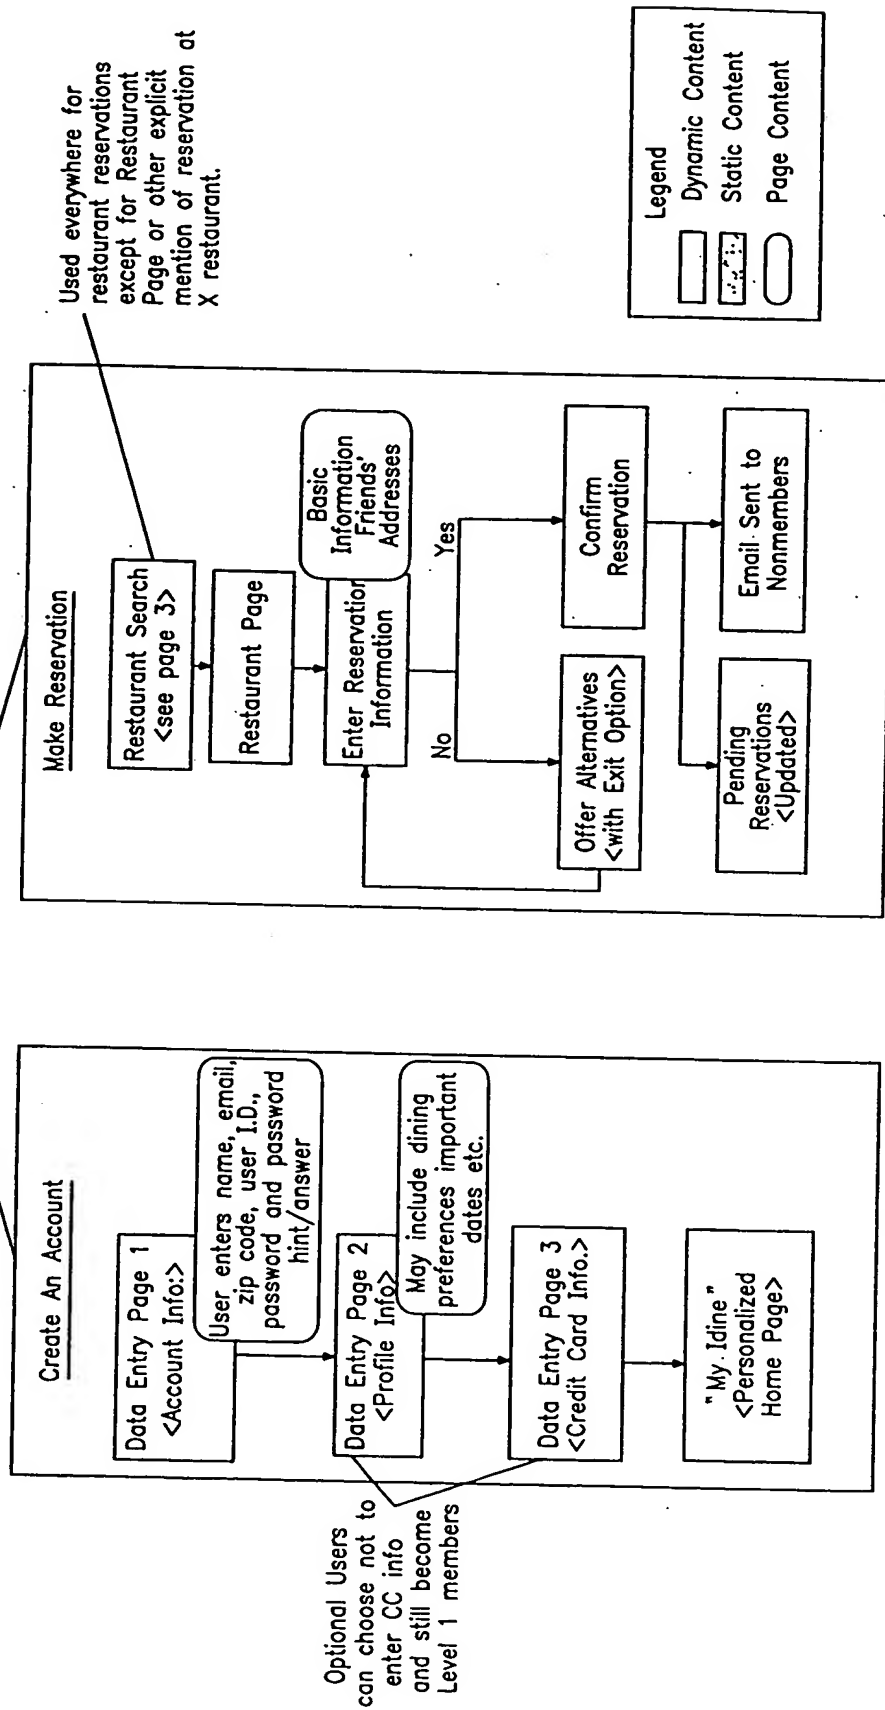 Create An Account
Data Entry Page 1
<Account Info:>
User enters name, email,
zip code, user I.D.,
password and password
hint/answer
Data Entry Page 2
<Profile Info>
May include dining
preferences important
dates etc.
Data Entry Page 3
<Credit Card Info.>
"My Idine"
<Personalized
Home Page>
Optional Users
can choose not to
enter CC info
and still become
Level 1 members
Make Reservation
Restaurant Search
<see page 3>
Restaurant Page
Enter Reservation
Information
Basic
Information
Friends'
Addresses
No
Yes
Offer Alternatives
<with Exit Option>
Confirm
Reservation
Pending
Reservations
<Updated>
Email Sent to
Nonmembers
Used everywhere for
restaurant reservations
except for Restaurant
Page or other explicit
mention of reservation at
X restaurant.
Legend
Dynamic Content
Static Content
Page Content